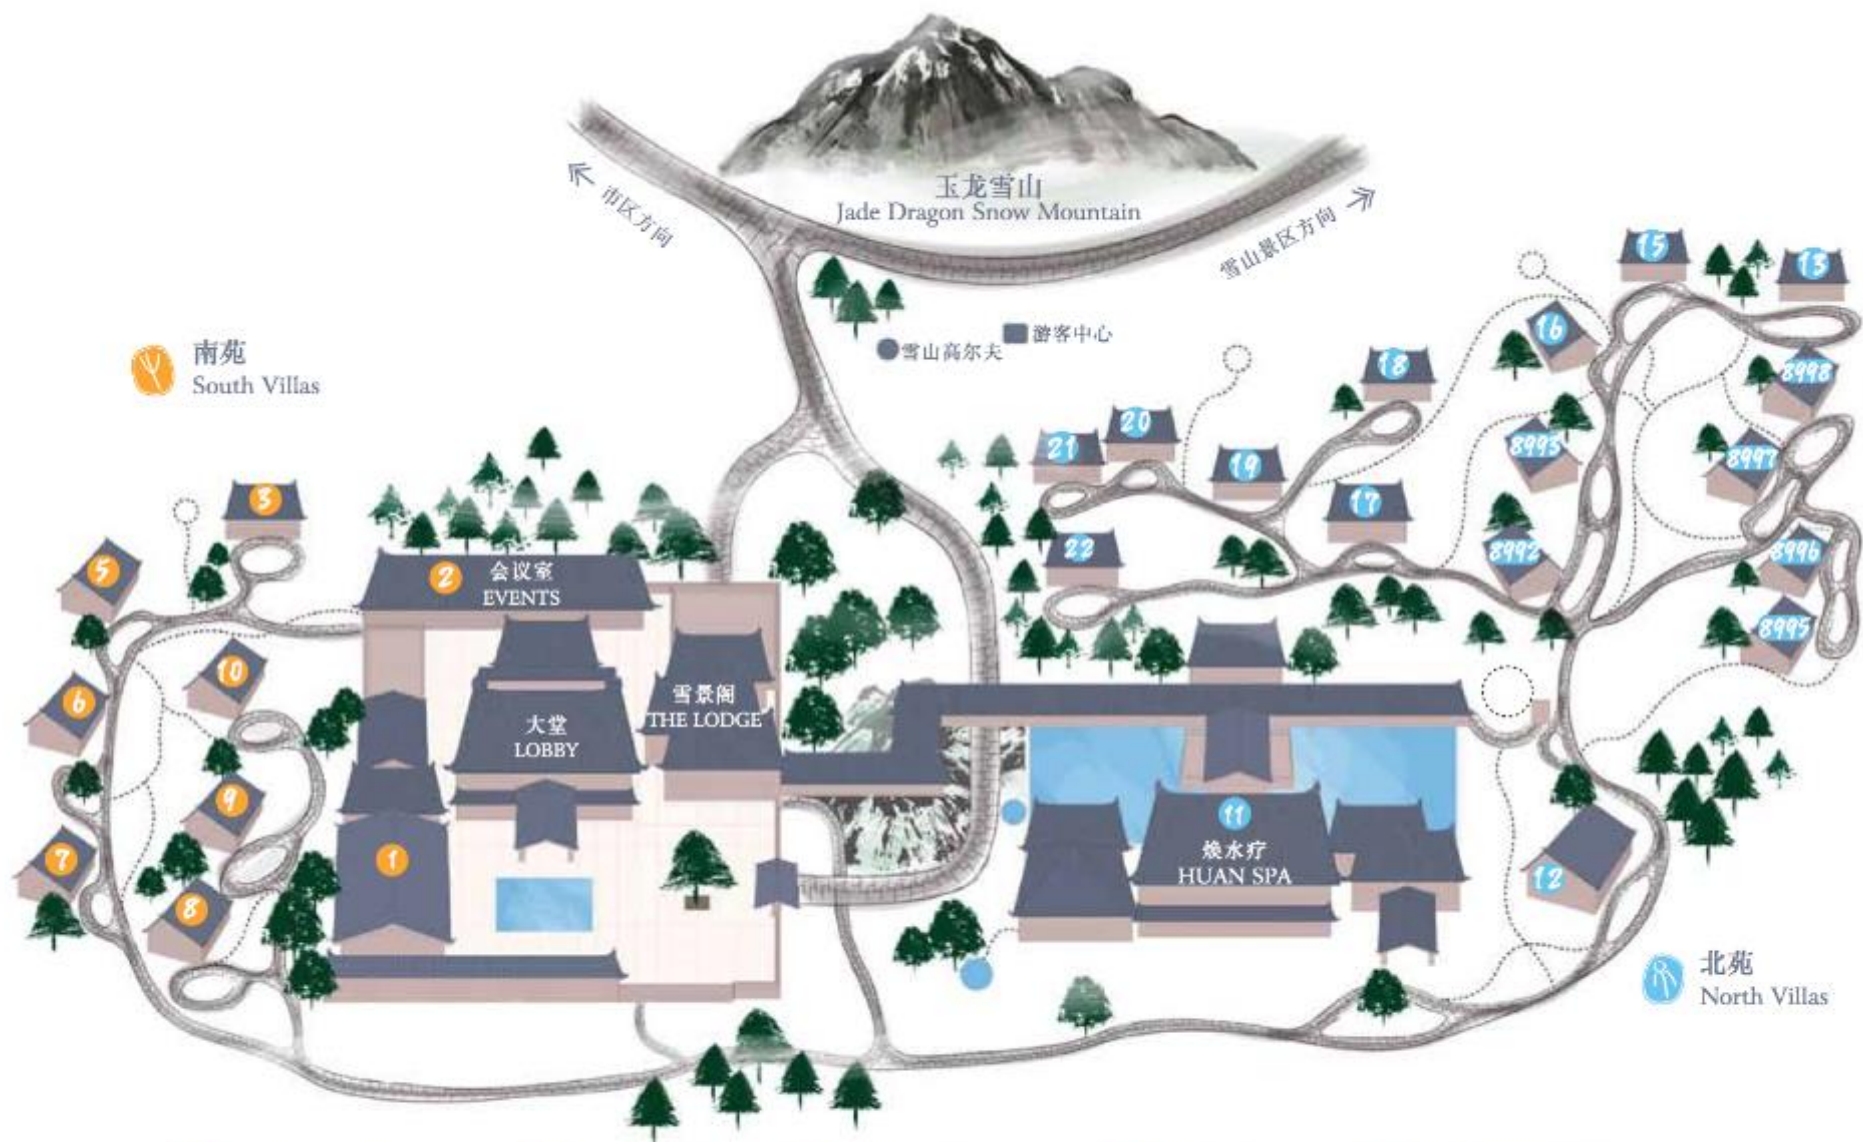 玉龙雪山
Jade Dragon Snow Mountain
市区方向
雪山景区方向
游客中心
雪山高尔夫
南苑
South Villas
15
13
16
18
8998
20
21
8993
19
8997
3
17
8992
22
8996
5
2
会议室
EVENTS
8995
10
6
雪景阁
THE LODGE
大堂
LOBBY
9
11
焕水疗
HUAN SPA
7
1
12
8
北苑
North Villas